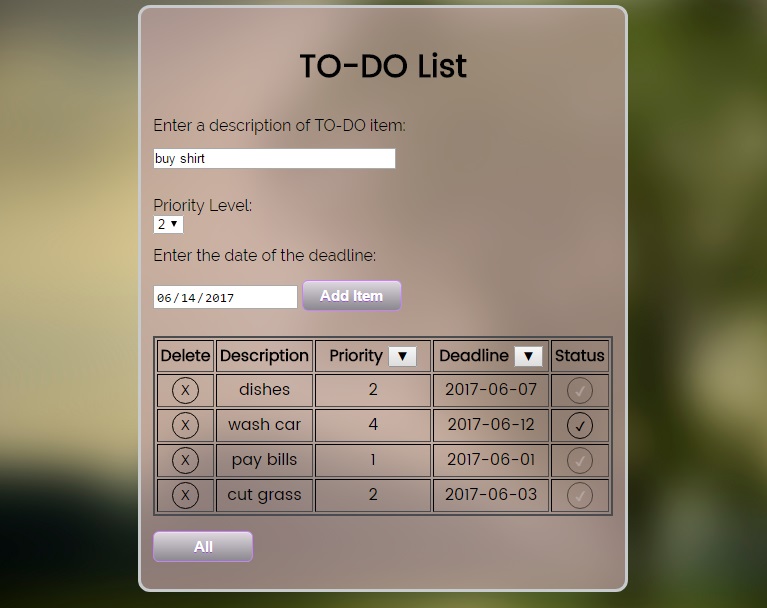 TO-DO List
Enter a description of TO-DO item:
buy shirt
Priority Level:
2 ▼
Enter the date of the deadline:
06/14/2017 Add Item
Delete Description Priority ▼ Deadline ▼ Status
X dishes 2 2017-06-07 ✓
X wash car 4 2017-06-12 ✓
X pay bills 1 2017-06-01 ✓
X cut grass 2 2017-06-03 ✓
All